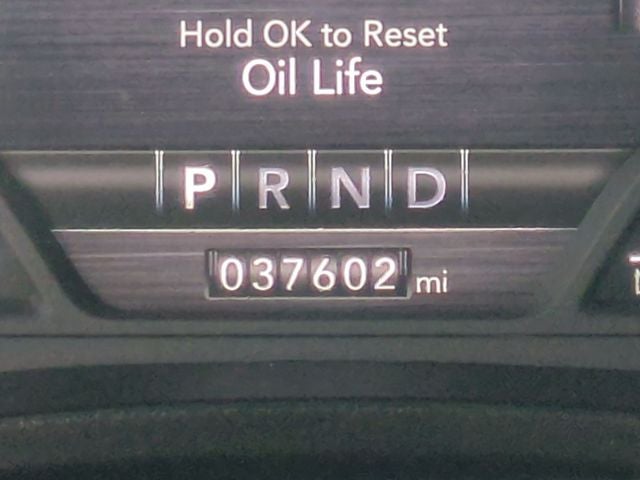 Hold OK to Reset
Oil Life
P R N D
037602 mi